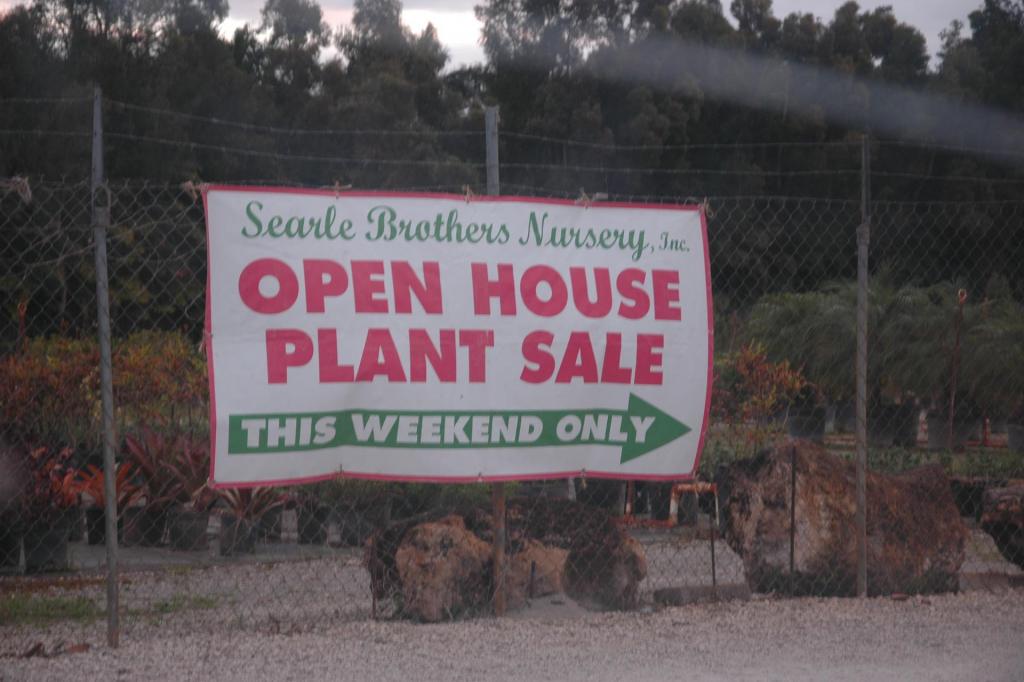 Searle Brothers Nursery, Inc.
OPEN HOUSE
PLANT SALE
THIS WEEKEND ONLY